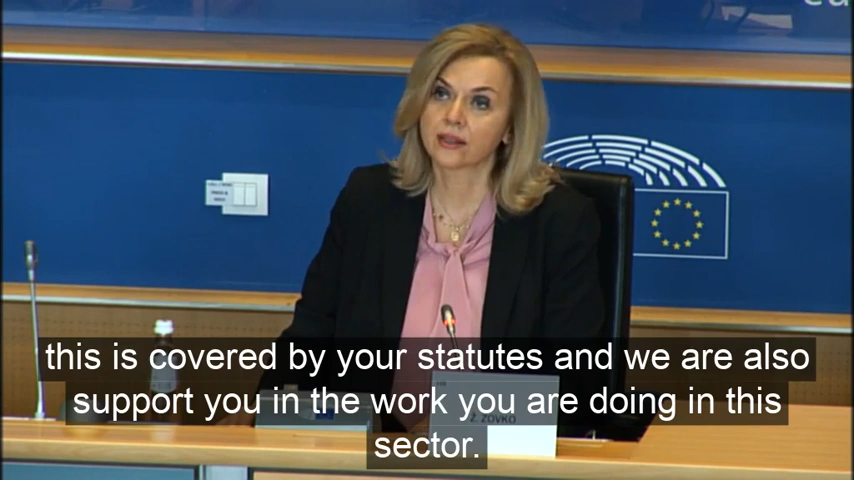 this is covered by your statutes and we are also
support you in the work you are doing in this
sector.
Z. ZOVKO